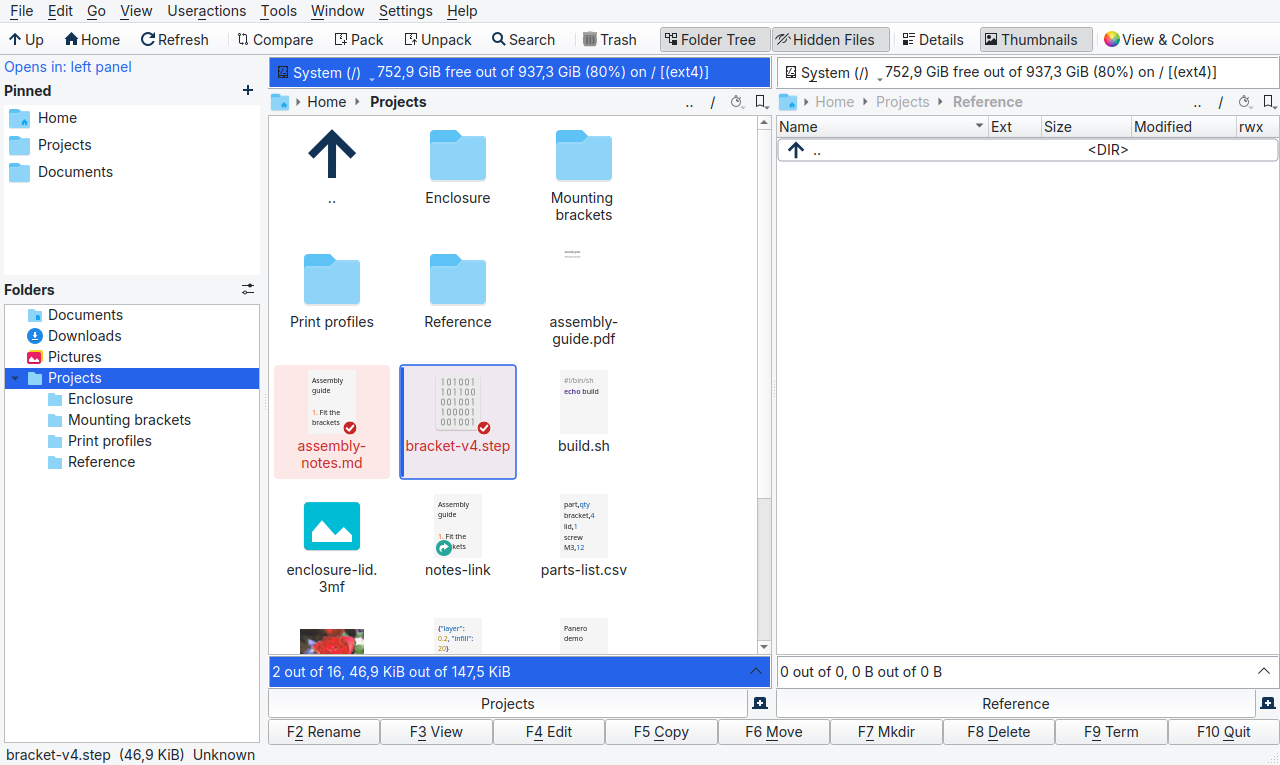 File Edit Go View Useractions Tools Window Settings Help
Up Home Refresh Compare Pack Unpack Search Trash Folder Tree Hidden Files Details Thumbnails View & Colors
Opens in: left panel
Pinned
Home
Projects
Documents
Folders
Documents
Downloads
Pictures
Projects
Enclosure
Mounting brackets
Print profiles
Reference
System (/) 752,9 GiB free out of 937,3 GiB (80%) on / [(ext4)]
Home Projects .. /
..
Enclosure
Mounting
brackets
Print profiles
Reference
assembly-
guide.pdf
Assembly
guide
1. Fit the
brackets
assembly-
notes.md
101001
101100
001001
100001
001001
bracket-v4.step
#!/bin/sh
echo build
build.sh
enclosure-lid.
3mf
Assembly
guide
1. Fit the
kets
notes-link
part,qty
bracket,4
lid,1
screw
M3,12
parts-list.csv
{"layer":
0.2, "infill":
20}
Panero
demo
2 out of 16, 46,9 KiB out of 147,5 KiB
Projects
System (/) 752,9 GiB free out of 937,3 GiB (80%) on / [(ext4)]
Home Projects Reference .. /
Name Ext Size Modified rwx
.. <DIR>
0 out of 0, 0 B out of 0 B
Reference
F2 Rename F3 View F4 Edit F5 Copy F6 Move F7 Mkdir F8 Delete F9 Term F10 Quit
bracket-v4.step (46,9 KiB) Unknown